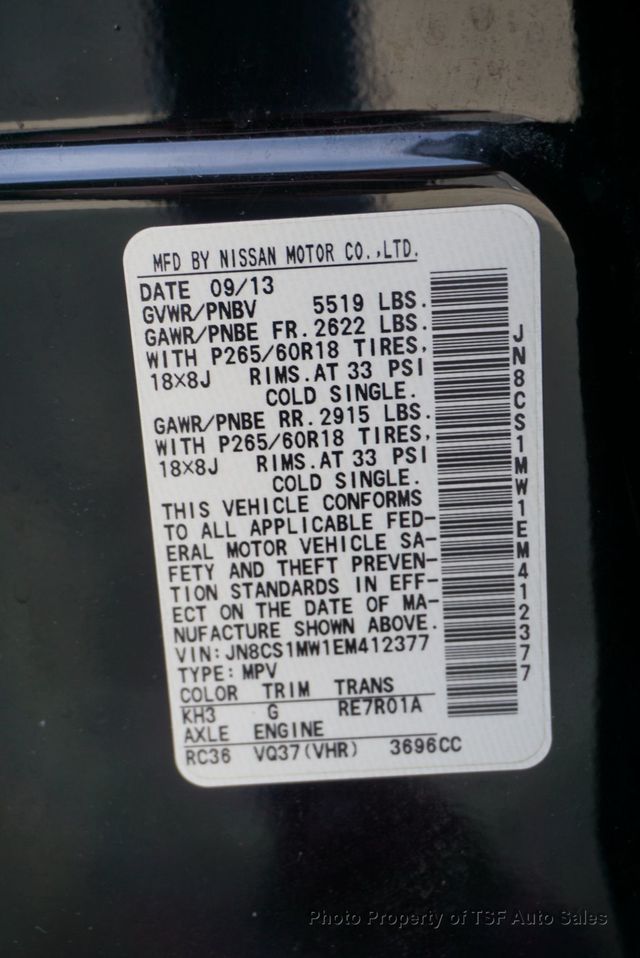 MFD BY NISSAN MOTOR CO.,LTD.
DATE 09/13
GVWR/PNBV 5519 LBS.
GAWR/PNBE FR. 2622 LBS.
WITH P265/60R18 TIRES,
18X8J RIMS. AT 33 PSI
COLD SINGLE.
GAWR/PNBE RR. 2915 LBS.
WITH P265/60R18 TIRES,
18X8J RIMS. AT 33 PSI
COLD SINGLE.
THIS VEHICLE CONFORMS
TO ALL APPLICABLE FED-
ERAL MOTOR VEHICLE SA-
FETY AND THEFT PREVEN-
TION STANDARDS IN EFF-
ECT ON THE DATE OF MA-
NUFACTURE SHOWN ABOVE.
VIN: JN8CS1MW1EM412377
TYPE: MPV
COLOR TRIM TRANS
KH3 G RE7R01A
AXLE ENGINE
RC36 VQ37(VHR) 3696CC
JN8CS1MW1EM412377
Photo Property of TSF Auto Sales